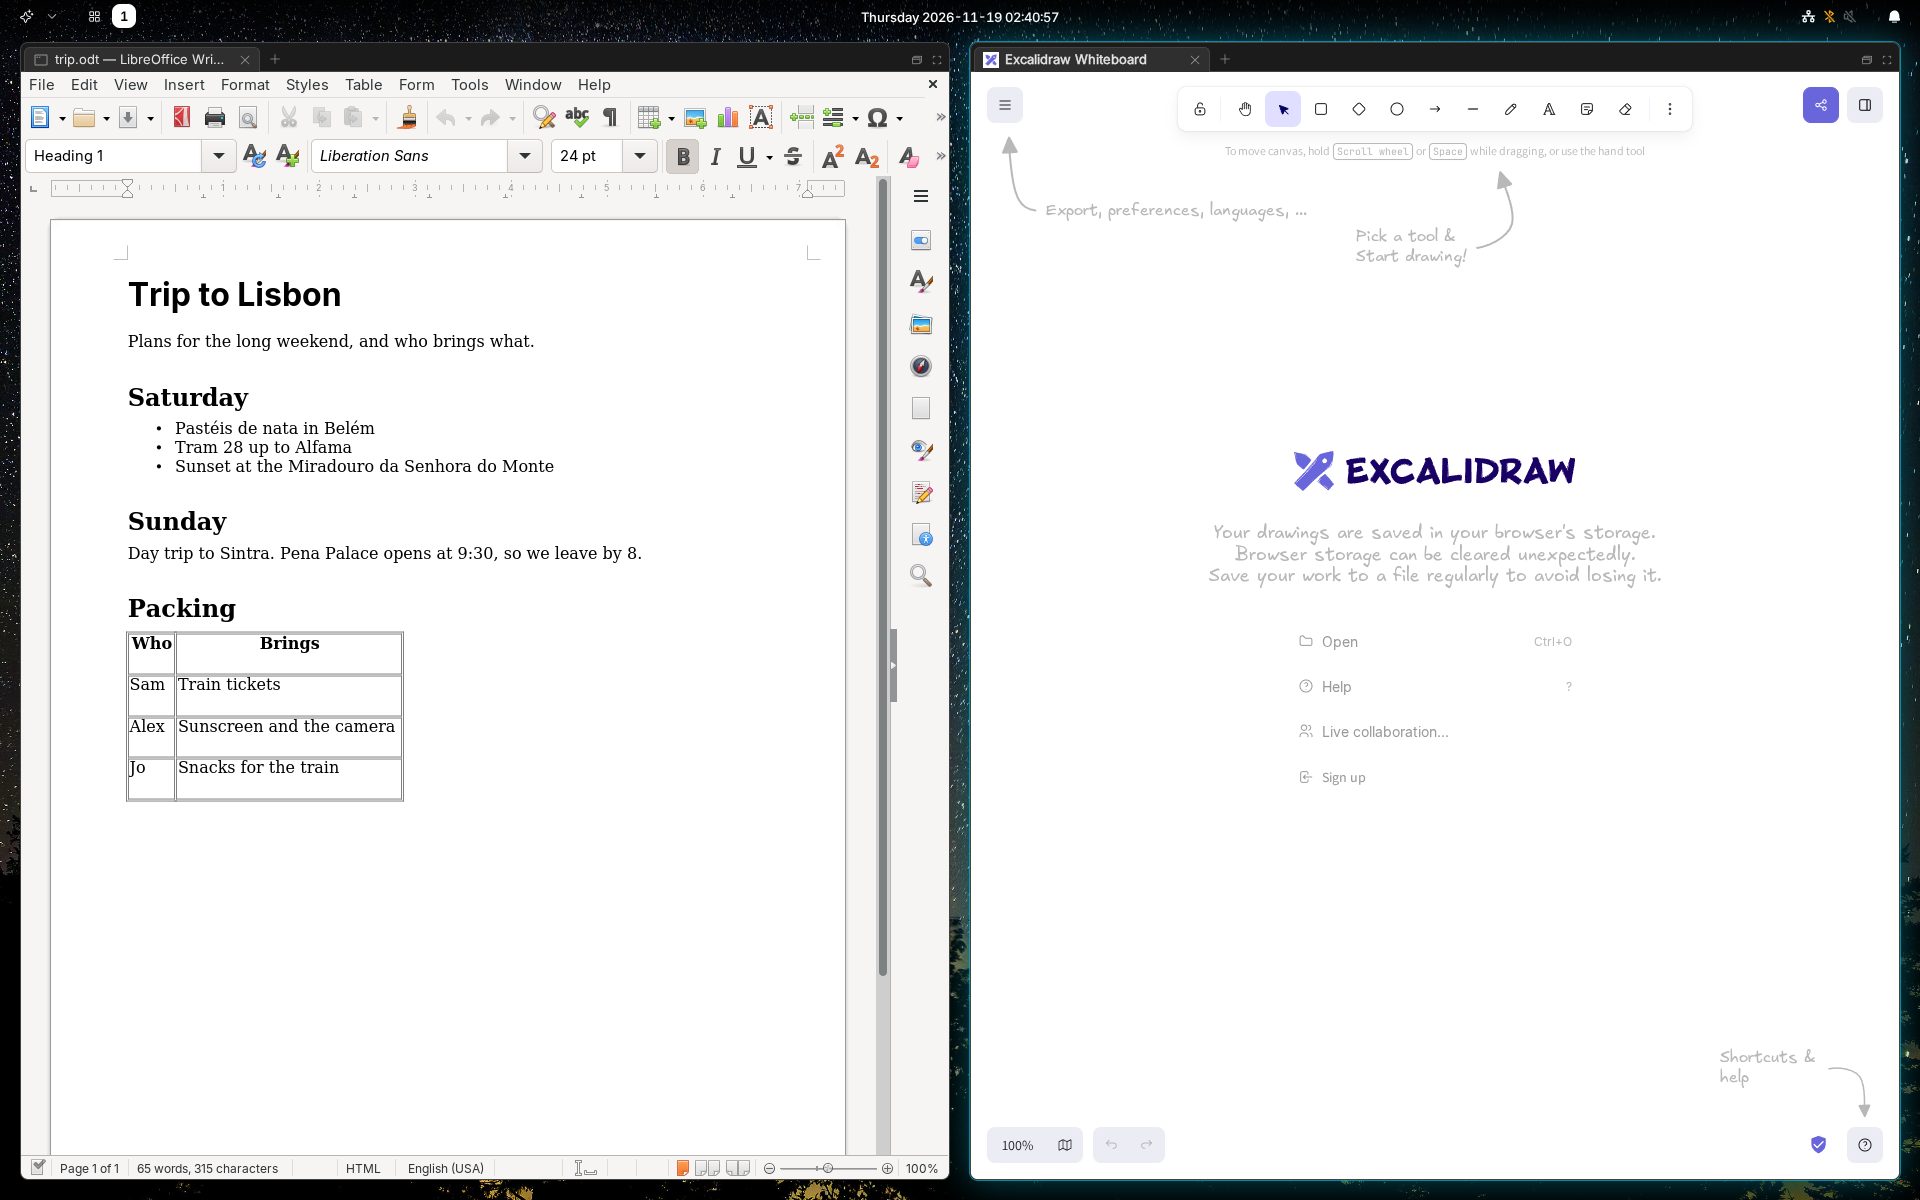 1
Thursday 2026-11-19 02:40:57
trip.odt — LibreOffice Wri...
File Edit View Insert Format Styles Table Form Tools Window Help
Heading 1
Liberation Sans
24 pt
1 2 3 4 5 6 7
Trip to Lisbon
Plans for the long weekend, and who brings what.
Saturday
• Pastéis de nata in Belém
• Tram 28 up to Alfama
• Sunset at the Miradouro da Senhora do Monte
Sunday
Day trip to Sintra. Pena Palace opens at 9:30, so we leave by 8.
Packing
Who Brings
Sam Train tickets
Alex Sunscreen and the camera
Jo Snacks for the train
Page 1 of 1 65 words, 315 characters HTML English (USA) 100%
Excalidraw Whiteboard
To move canvas, hold Scroll wheel or Space while dragging, or use the hand tool
Export, preferences, languages, ...
Pick a tool &
Start drawing!
EXCALIDRAW
Your drawings are saved in your browser's storage.
Browser storage can be cleared unexpectedly.
Save your work to a file regularly to avoid losing it.
Open Ctrl+O
Help ?
Live collaboration...
Sign up
Shortcuts &
help
100%